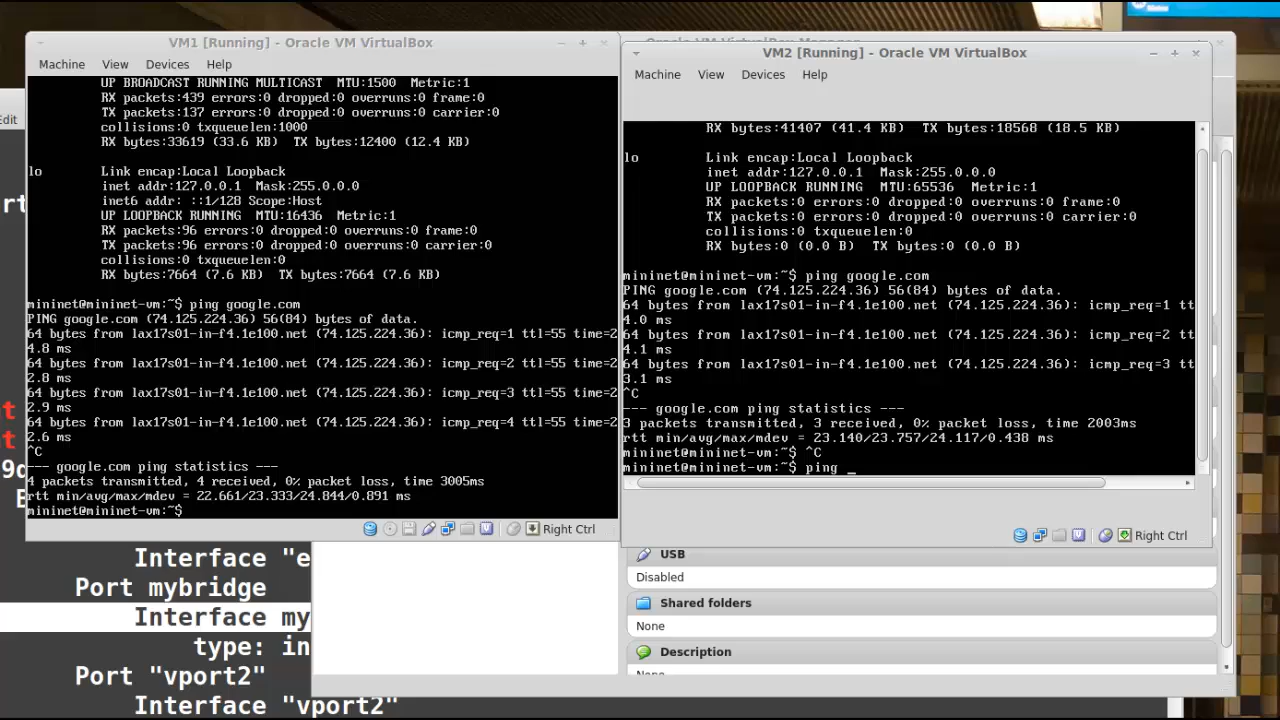 VM1 [Running] - Oracle VM VirtualBox
Machine View Devices Help
UP BROADCAST RUNNING MULTICAST MTU:1500 Metric:1
RX packets:439 errors:0 dropped:0 overruns:0 frame:0
TX packets:137 errors:0 dropped:0 overruns:0 carrier:0
collisions:0 txqueuelen:1000
RX bytes:33619 (33.6 KB) TX bytes:12400 (12.4 KB)
lo Link encap:Local Loopback
inet addr:127.0.0.1 Mask:255.0.0.0
inet6 addr: ::1/128 Scope:Host
UP LOOPBACK RUNNING MTU:16436 Metric:1
RX packets:96 errors:0 dropped:0 overruns:0 frame:0
TX packets:96 errors:0 dropped:0 overruns:0 carrier:0
collisions:0 txqueuelen:0
RX bytes:7664 (7.6 KB) TX bytes:7664 (7.6 KB)
mininet@mininet-vm:~$ ping google.com
PING google.com (74.125.224.36) 56(84) bytes of data.
64 bytes from lax17s01-in-f4.1e100.net (74.125.224.36): icmp_req=1 ttl=55 time=2
4.8 ms
64 bytes from lax17s01-in-f4.1e100.net (74.125.224.36): icmp_req=2 ttl=55 time=2
2.8 ms
64 bytes from lax17s01-in-f4.1e100.net (74.125.224.36): icmp_req=3 ttl=55 time=2
2.9 ms
64 bytes from lax17s01-in-f4.1e100.net (74.125.224.36): icmp_req=4 ttl=55 time=2
2.6 ms
^C
--- google.com ping statistics ---
4 packets transmitted, 4 received, 0% packet loss, time 3005ms
rtt min/avg/max/mdev = 22.661/23.333/24.844/0.891 ms
mininet@mininet-vm:~$
Right Ctrl
VM2 [Running] - Oracle VM VirtualBox
Machine View Devices Help
RX bytes:41407 (41.4 KB) TX bytes:18568 (18.5 KB)
lo Link encap:Local Loopback
inet addr:127.0.0.1 Mask:255.0.0.0
UP LOOPBACK RUNNING MTU:65536 Metric:1
RX packets:0 errors:0 dropped:0 overruns:0 frame:0
TX packets:0 errors:0 dropped:0 overruns:0 carrier:0
collisions:0 txqueuelen:0
RX bytes:0 (0.0 B) TX bytes:0 (0.0 B)
mininet@mininet-vm:~$ ping google.com
PING google.com (74.125.224.36) 56(84) bytes of data.
64 bytes from lax17s01-in-f4.1e100.net (74.125.224.36): icmp_req=1 tt
4.0 ms
64 bytes from lax17s01-in-f4.1e100.net (74.125.224.36): icmp_req=2 tt
4.1 ms
64 bytes from lax17s01-in-f4.1e100.net (74.125.224.36): icmp_req=3 tt
3.1 ms
^C
--- google.com ping statistics ---
3 packets transmitted, 3 received, 0% packet loss, time 2003ms
rtt min/avg/max/mdev = 23.140/23.757/24.117/0.438 ms
mininet@mininet-vm:~$ ^C
mininet@mininet-vm:~$ ping _
Right Ctrl
USB
Disabled
Shared folders
None
Description
Edit
Interface "e
Port mybridge
Interface my
type: in
Port "vport2"
Interface "vport2"